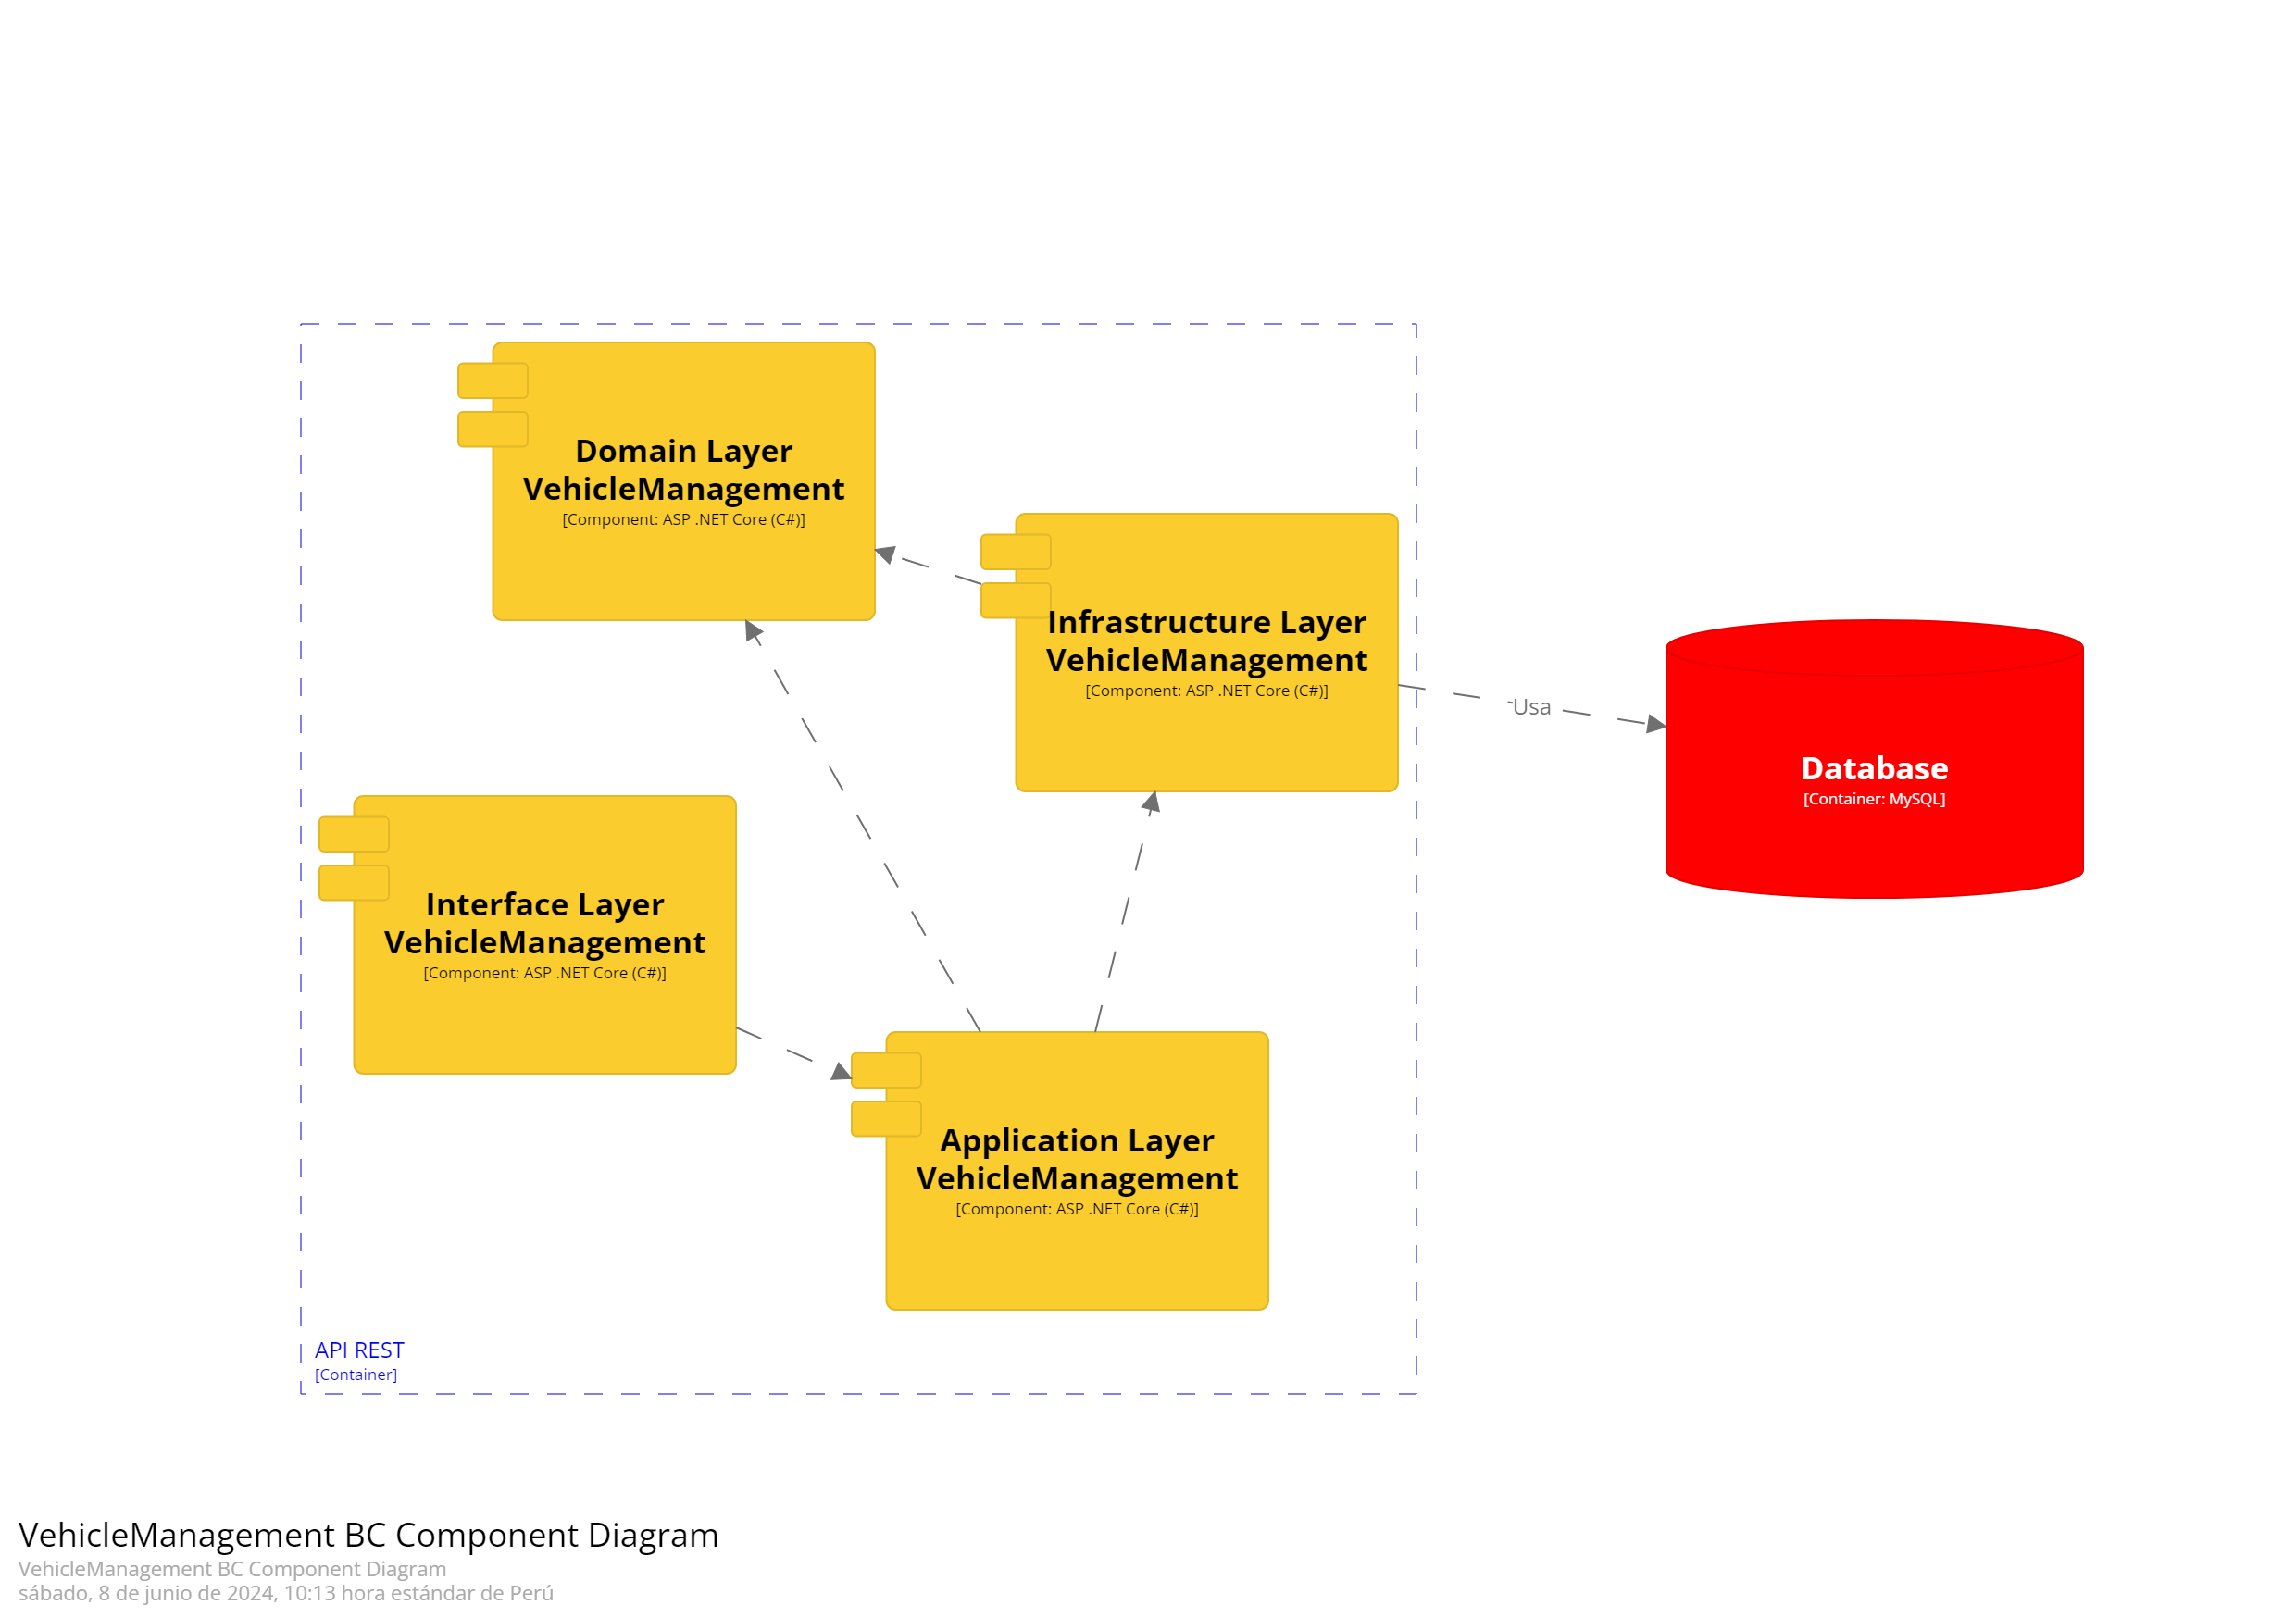 Domain Layer
VehicleManagement
[Component: ASP .NET Core (C#)]
Infrastructure Layer
VehicleManagement
[Component: ASP .NET Core (C#)]
Usa
Database
[Container: MySQL]
Interface Layer
VehicleManagement
[Component: ASP .NET Core (C#)]
Application Layer
VehicleManagement
[Component: ASP .NET Core (C#)]
API REST
[Container]
VehicleManagement BC Component Diagram
VehicleManagement BC Component Diagram
sábado, 8 de junio de 2024, 10:13 hora estándar de Perú